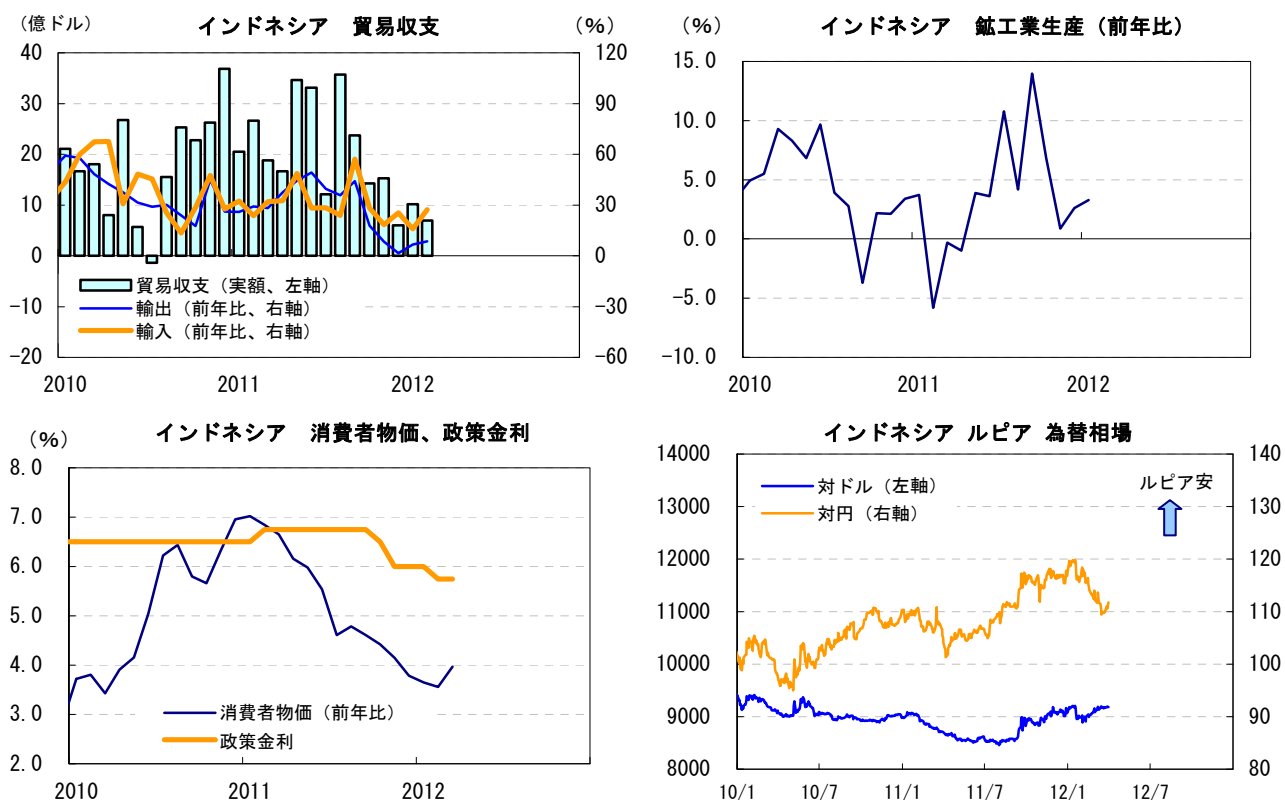 インドネシア 貿易収支
（億ドル）
（%）
40
30
20
10
0
−10
−20
120
90
60
30
0
−30
−60
貿易収支（実額、左軸）
輸出（前年比、右軸）
輸入（前年比、右軸）
2010 2011 2012
インドネシア 鉱工業生産（前年比）
（%）
15.0
10.0
5.0
0.0
−5.0
−10.0
2010 2011 2012
インドネシア 消費者物価、政策金利
（%）
8.0
7.0
6.0
5.0
4.0
3.0
2.0
消費者物価（前年比）
政策金利
2010 2011 2012
インドネシア ルピア 為替相場
14000
13000
12000
11000
10000
9000
8000
140
130
120
110
100
90
80
対ドル（左軸）
対円（右軸）
ルピア安
10/1 10/7 11/1 11/7 12/1 12/7